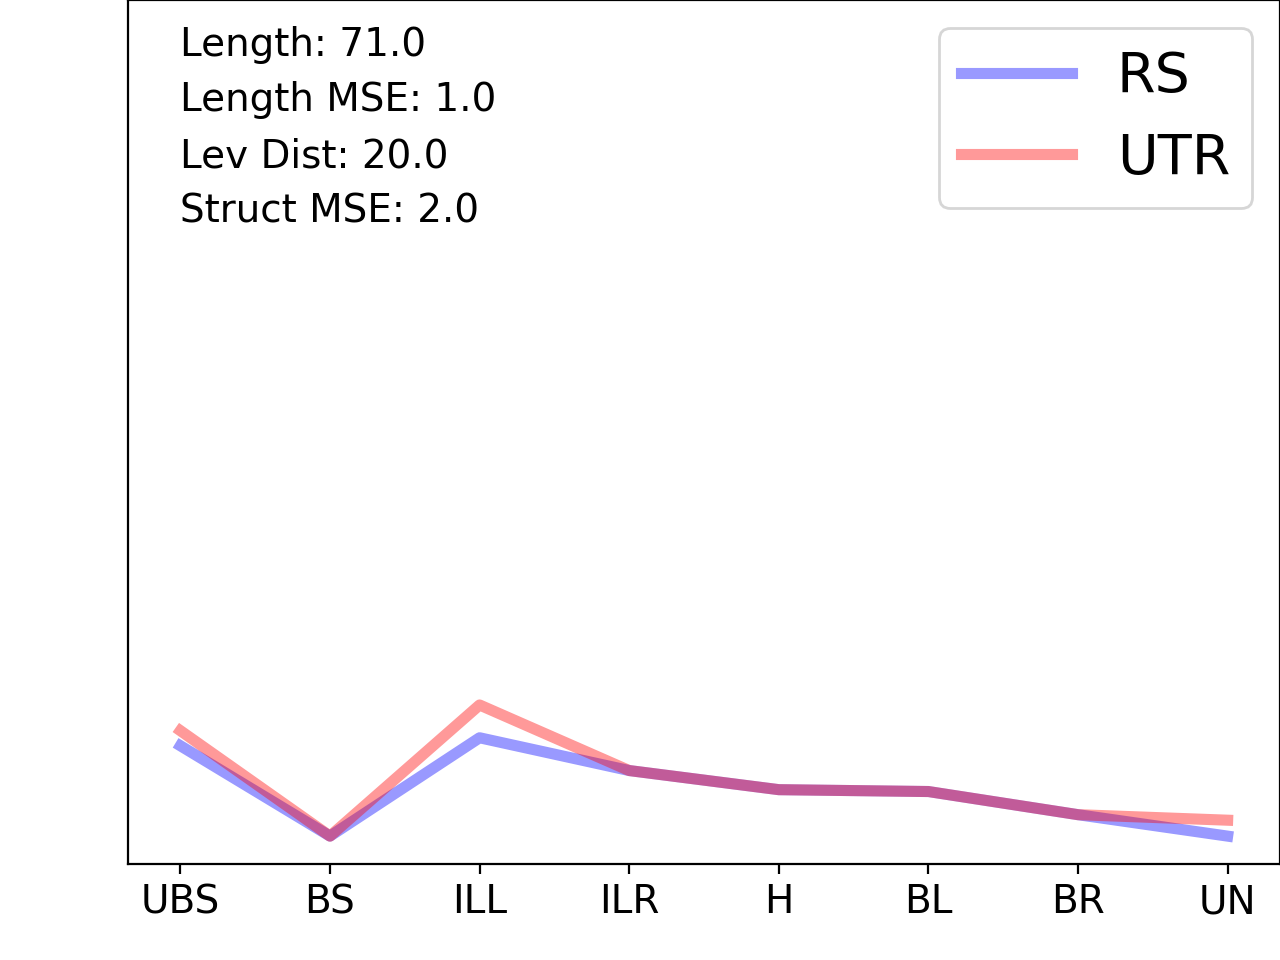 Length: 71.0
Length MSE: 1.0
Lev Dist: 20.0
Struct MSE: 2.0
RS
UTR
UBS BS ILL ILR H BL BR UN